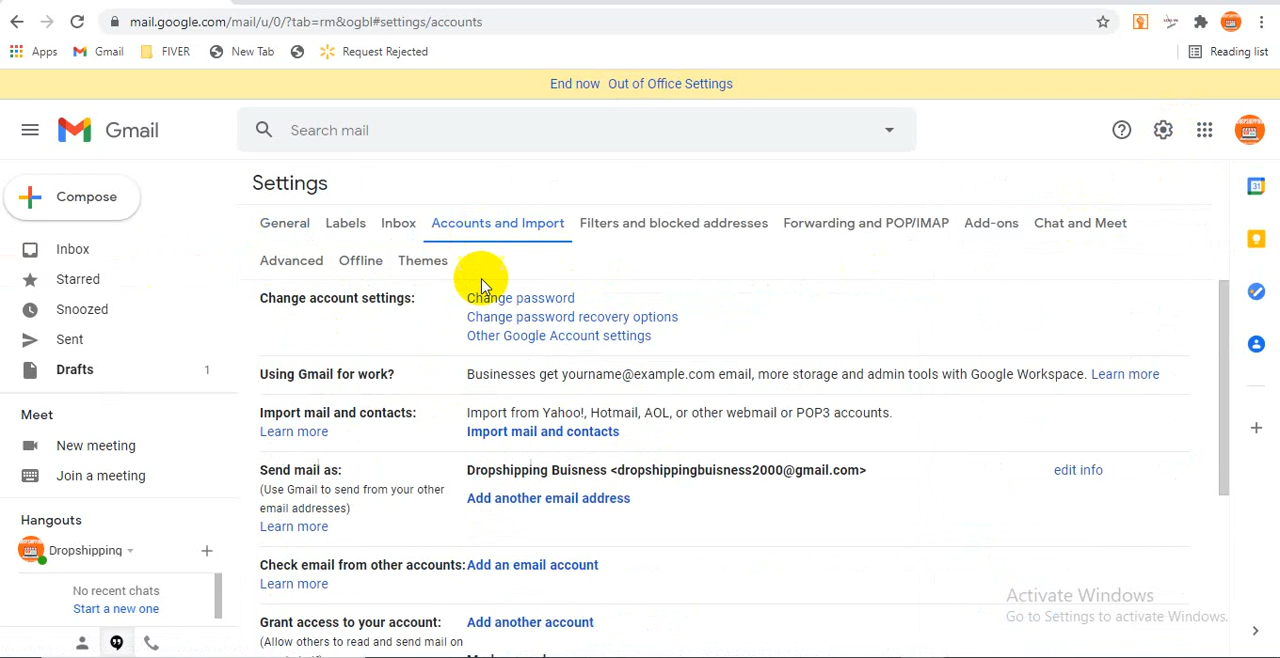 mail.google.com/mail/u/0/?tab=rm&ogbl#settings/accounts
Apps Gmail FIVER New Tab Request Rejected Reading list
End now Out of Office Settings
Gmail Search mail
Compose
Settings
General Labels Inbox Accounts and Import Filters and blocked addresses Forwarding and POP/IMAP Add-ons Chat and Meet
Advanced Offline Themes
Inbox
Starred
Snoozed
Sent
Drafts 1
Meet
New meeting
Join a meeting
Hangouts
Dropshipping
No recent chats
Start a new one
Change account settings: Change password
Change password recovery options
Other Google Account settings
Using Gmail for work? Businesses get yourname@example.com email, more storage and admin tools with Google Workspace. Learn more
Import mail and contacts: Import from Yahoo!, Hotmail, AOL, or other webmail or POP3 accounts.
Learn more Import mail and contacts
Send mail as: Dropshipping Buisness <dropshippingbuisness2000@gmail.com> edit info
(Use Gmail to send from your other
email addresses) Add another email address
Learn more
Check email from other accounts: Add an email account
Learn more
Grant access to your account: Add another account
(Allow others to read and send mail on
Activate Windows
Go to Settings to activate Windows.
31